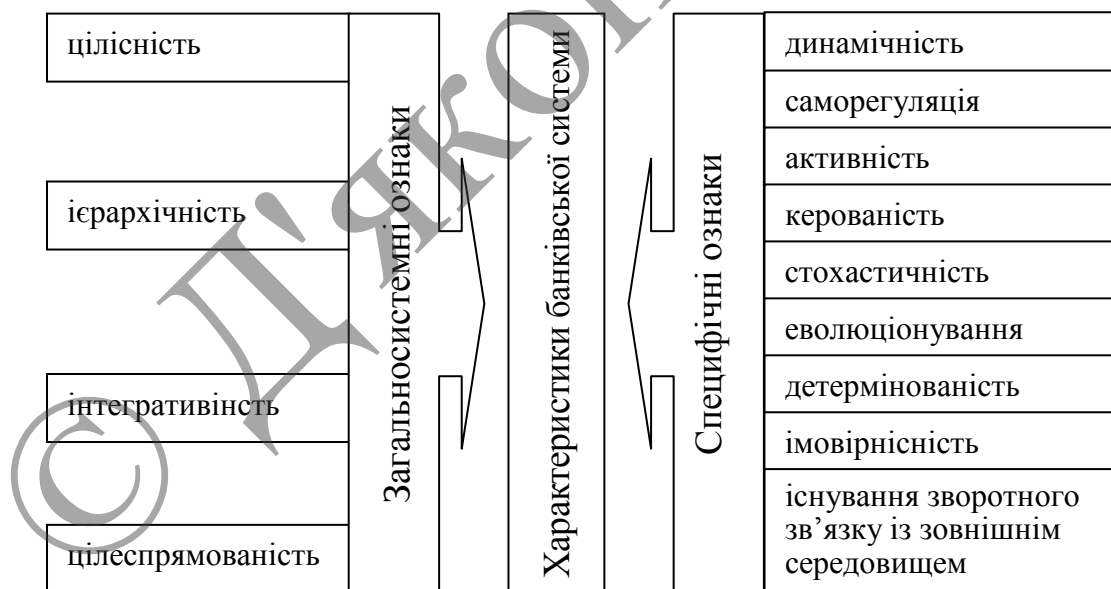 цілісність
ієрархічність
інтегративінсть
цілеспрямованість
Загальносистемні ознаки
Характеристики банківської системи
Специфічні ознаки
динамічність
саморегуляція
активність
керованість
стохастичність
еволюціонування
детермінованість
імовірнісність
існування зворотного
зв’язку із зовнішнім
середовищем